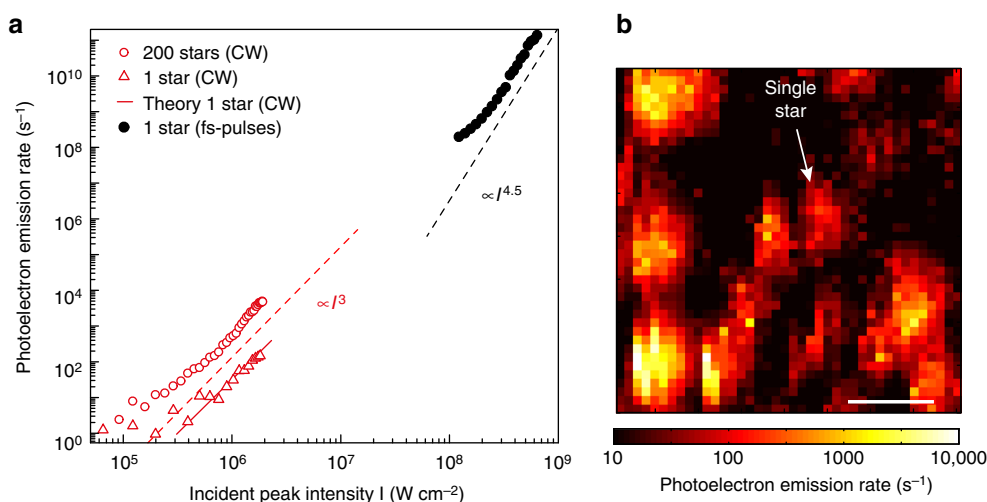 a
200 stars (CW)
1 star (CW)
Theory 1 star (CW)
1 star (fs-pulses)
Photoelectron emission rate (s⁻¹)
10¹⁰
10⁸
10⁶
10⁴
10²
10⁰
∝I⁴·⁵
∝I³
10⁵ 10⁶ 10⁷ 10⁸ 10⁹
Incident peak intensity I (W cm⁻²)
b
Single
star
10 100 1000 10,000
Photoelectron emission rate (s⁻¹)